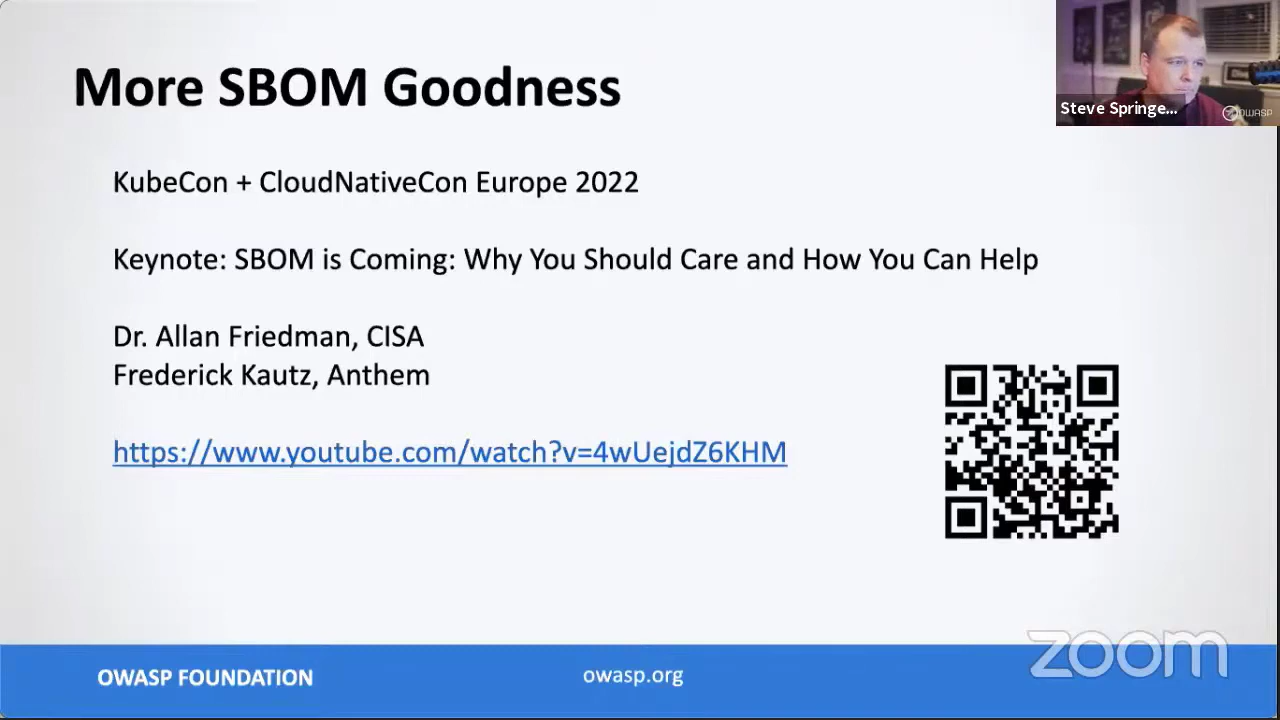 More SBOM Goodness
Steve Springe...
OWASP
KubeCon + CloudNativeCon Europe 2022
Keynote: SBOM is Coming: Why You Should Care and How You Can Help
Dr. Allan Friedman, CISA
Frederick Kautz, Anthem
https://www.youtube.com/watch?v=4wUejdZ6KHM
zoom
OWASP FOUNDATION
owasp.org